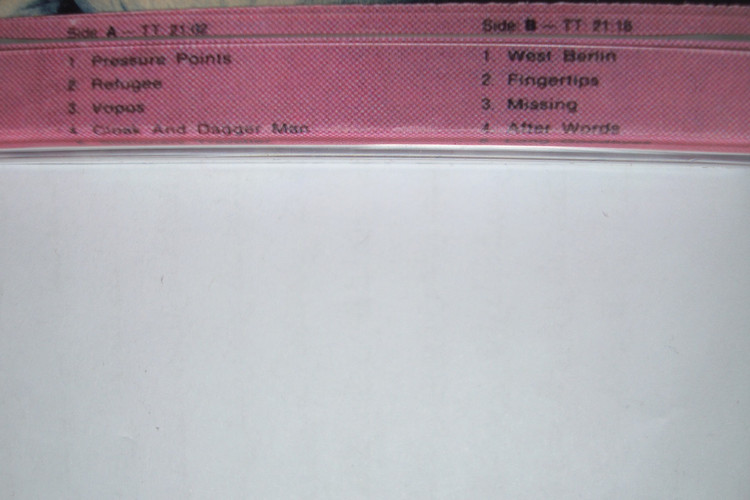 Side: A – TT: 21:02
1. Pressure Points
2. Refugee
3. Vopos
4. Cloak And Dagger Man
Side: B – TT: 21:18
1. West Berlin
2. Fingertips
3. Missing
4. After Words